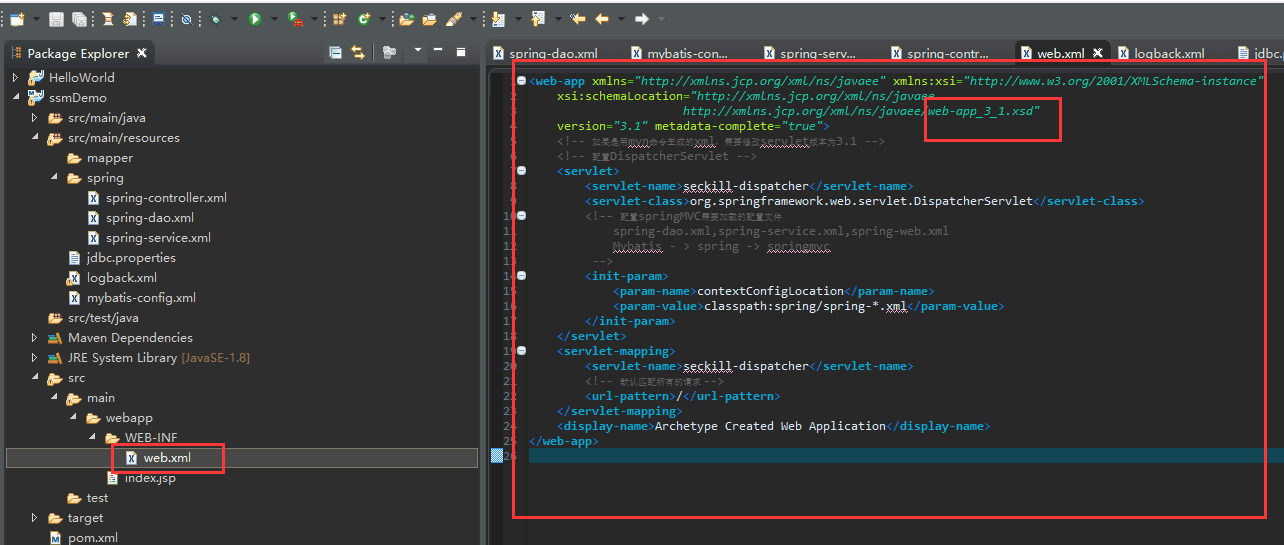 Package Explorer
HelloWorld
ssmDemo
src/main/java
src/main/resources
mapper
spring
spring-controller.xml
spring-dao.xml
spring-service.xml
jdbc.properties
logback.xml
mybatis-config.xml
src/test/java
Maven Dependencies
JRE System Library [JavaSE-1.8]
src
main
webapp
WEB-INF
web.xml
index.jsp
test
target
pom.xml
spring-dao.xml
mybatis-con...
spring-serv...
spring-contr...
web.xml
logback.xml
jdbc.
1 <web-app xmlns="http://xmlns.jcp.org/xml/ns/javaee" xmlns:xsi="http://www.w3.org/2001/XMLSchema-instance"
2 xsi:schemaLocation="http://xmlns.jcp.org/xml/ns/javaee
3 http://xmlns.jcp.org/xml/ns/javaee/web-app_3_1.xsd"
4 version="3.1" metadata-complete="true">
5 <!-- 如果是用mvn命令生成的xml，需要修改servlet版本为3.1 -->
6 <!-- 配置DispatcherServlet -->
7 <servlet>
8 <servlet-name>seckill-dispatcher</servlet-name>
9 <servlet-class>org.springframework.web.servlet.DispatcherServlet</servlet-class>
10 <!-- 配置springMVC需要加载的配置文件
11 spring-dao.xml,spring-service.xml,spring-web.xml
12 Mybatis - > spring -> springmvc
13 -->
14 <init-param>
15 <param-name>contextConfigLocation</param-name>
16 <param-value>classpath:spring/spring-*.xml</param-value>
17 </init-param>
18 </servlet>
19 <servlet-mapping>
20 <servlet-name>seckill-dispatcher</servlet-name>
21 <!-- 默认匹配所有的请求 -->
22 <url-pattern>/</url-pattern>
23 </servlet-mapping>
24 <display-name>Archetype Created Web Application</display-name>
25 </web-app>
26